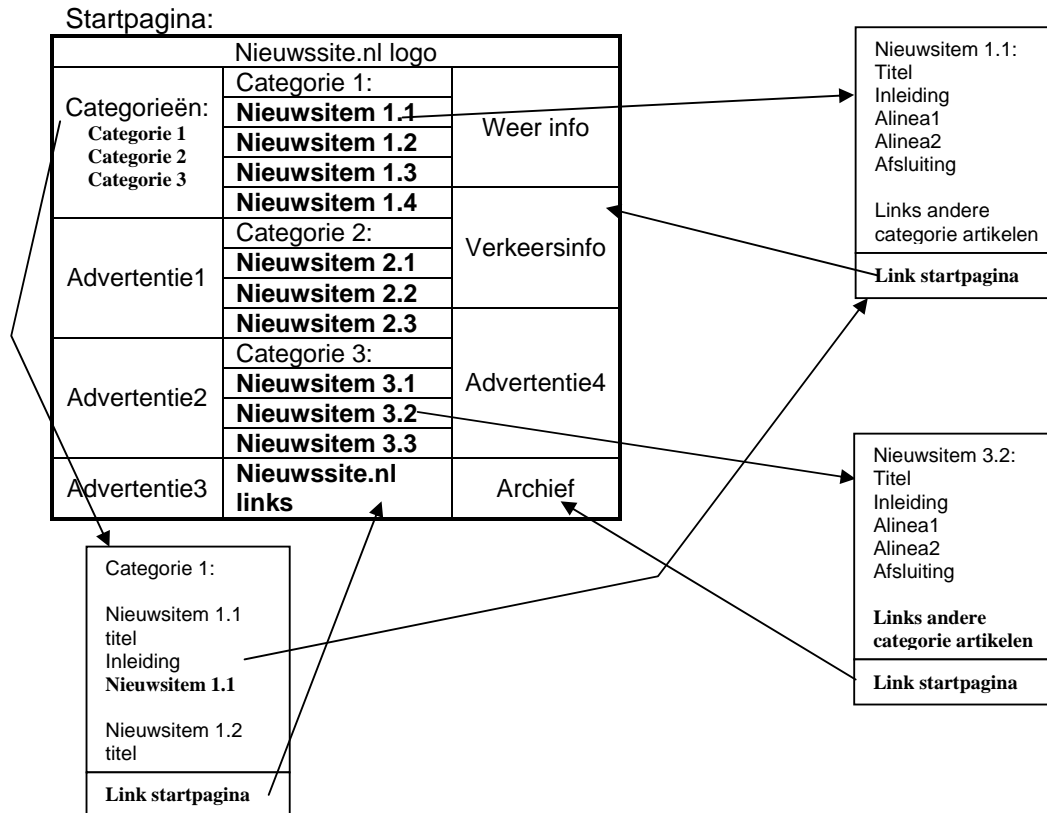 Startpagina:
Nieuwssite.nl logo
Categorieën:
Categorie 1
Categorie 2
Categorie 3
Advertentie1
Advertentie2
Advertentie3
Categorie 1:
Nieuwsitem 1.1
Nieuwsitem 1.2
Nieuwsitem 1.3
Nieuwsitem 1.4
Categorie 2:
Nieuwsitem 2.1
Nieuwsitem 2.2
Nieuwsitem 2.3
Categorie 3:
Nieuwsitem 3.1
Nieuwsitem 3.2
Nieuwsitem 3.3
Nieuwssite.nl
links
Weer info
Verkeersinfo
Advertentie4
Archief
Nieuwsitem 1.1:
Titel
Inleiding
Alinea1
Alinea2
Afsluiting
Links andere
categorie artikelen
Link startpagina
Nieuwsitem 3.2:
Titel
Inleiding
Alinea1
Alinea2
Afsluiting
Links andere
categorie artikelen
Link startpagina
Categorie 1:
Nieuwsitem 1.1
titel
Inleiding
Nieuwsitem 1.1
Nieuwsitem 1.2
titel
Link startpagina